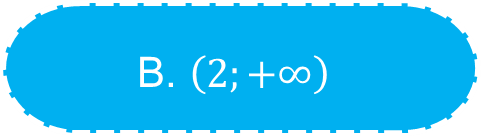 B. (2; +∞)